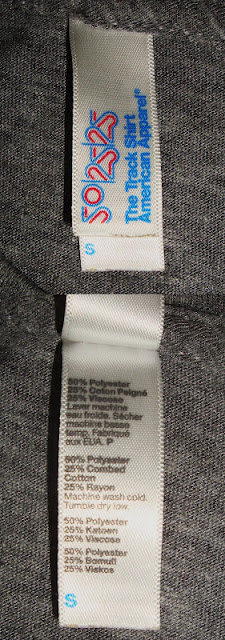 50/25/25
The Track Shirt
American Apparel®
S
50% Polyester
25% Coton Peigné
25% Viscose
Laver machine
eau froide. Sécher
machine basse
temp. Fabriqué
aux ÉUA. P
50% Polyester
25% Combed
Cotton
25% Rayon
Machine wash cold.
Tumble dry low.
50% Polyester
25% Katoen
25% Viscose
50% Polyester
25% Bomull
25% Viskos
S